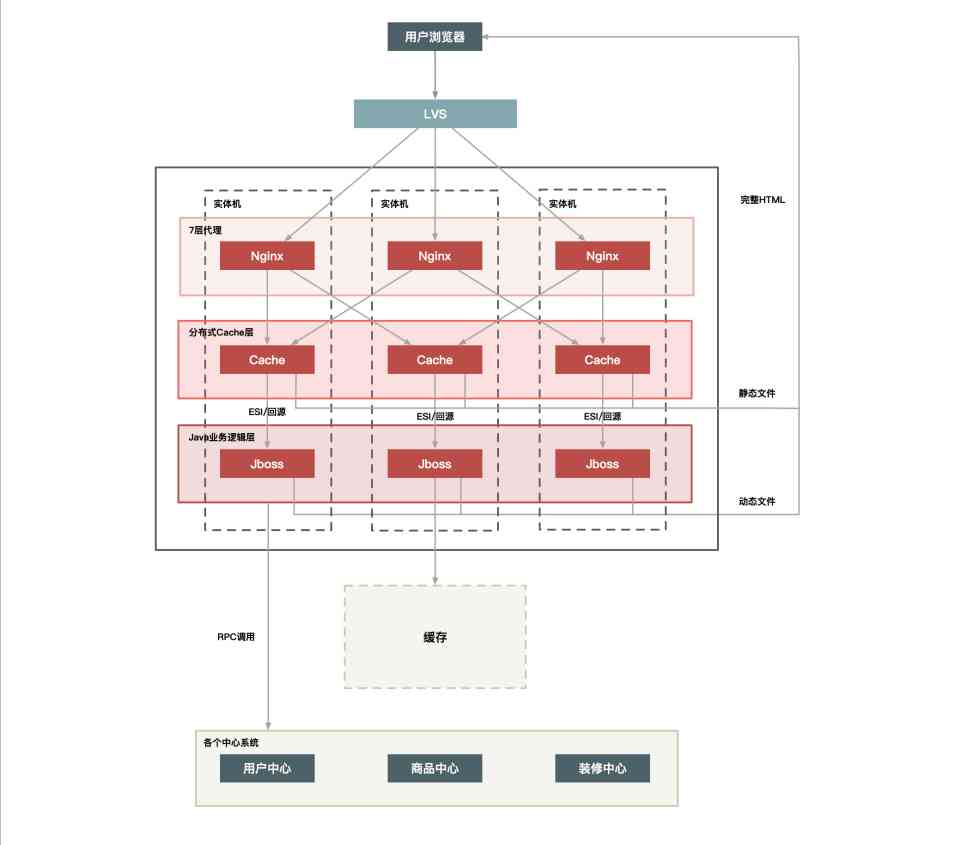 用户浏览器
LVS
完整HTML
实体机
实体机
实体机
7层代理
Nginx
Nginx
Nginx
分布式Cache层
Cache
Cache
Cache
静态文件
ESI/回源
ESI/回源
ESI/回源
Java业务逻辑层
Jboss
Jboss
Jboss
动态文件
RPC调用
缓存
各个中心系统
用户中心
商品中心
装修中心